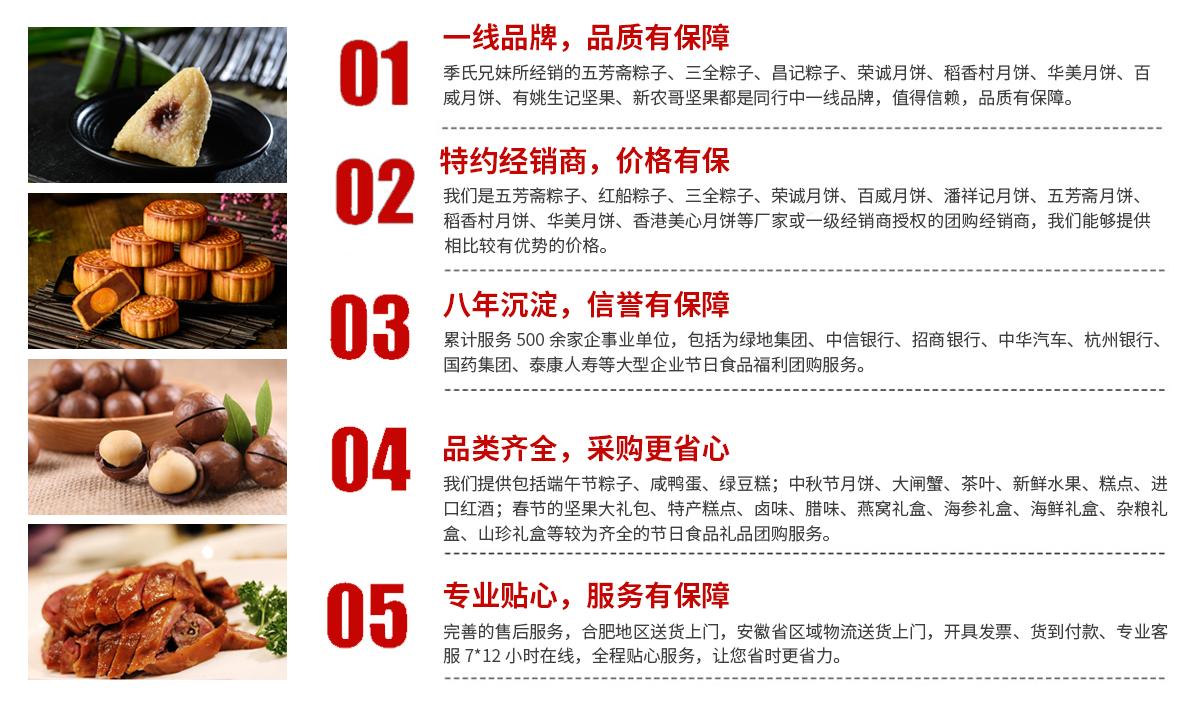 01
一线品牌，品质有保障
季氏兄妹所经销的五芳斋粽子、三全粽子、昌记粽子、荣诚月饼、稻香村月饼、华美月饼、百
威月饼、有姚生记坚果、新农哥坚果都是同行中一线品牌，值得信赖，品质有保障。
02
特约经销商，价格有保
我们是五芳斋粽子、红船粽子、三全粽子、荣诚月饼、百威月饼、潘祥记月饼、五芳斋月饼、
稻香村月饼、华美月饼、香港美心月饼等厂家或一级经销商授权的团购经销商，我们能够提供
相比较有优势的价格。
03
八年沉淀，信誉有保障
累计服务 500 余家企事业单位，包括为绿地集团、中信银行、招商银行、中华汽车、杭州银行、
国药集团、泰康人寿等大型企业节日食品福利团购服务。
04
品类齐全，采购更省心
我们提供包括端午节粽子、咸鸭蛋、绿豆糕；中秋节月饼、大闸蟹、茶叶、新鲜水果、糕点、进
口红酒；春节的坚果大礼包、特产糕点、卤味、腊味、燕窝礼盒、海参礼盒、海鲜礼盒、杂粮礼
盒、山珍礼盒等较为齐全的节日食品礼品团购服务。
05
专业贴心，服务有保障
完善的售后服务，合肥地区送货上门，安徽省区域物流送货上门，开具发票、货到付款、专业客
服 7*12 小时在线，全程贴心服务，让您省时更省力。